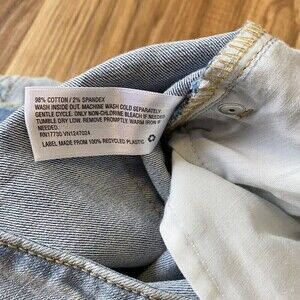 98% COTTON / 2% SPANDEX
WASH INSIDE OUT. MACHINE WASH COLD SEPARATELY.
GENTLE CYCLE. ONLY NON-CHLORINE BLEACH IF NEEDED.
TUMBLE DRY LOW. REMOVE PROMPTLY. WARM IRON IF
NEEDED.
RN17730 VN1247024
LABEL MADE FROM 100% RECYCLED PLASTIC.